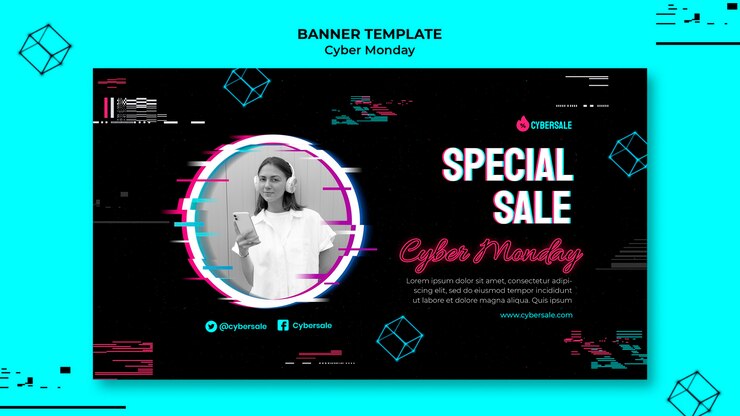 BANNER TEMPLATE
Cyber Monday
CYBERSALE
SPECIAL
SALE
Cyber Monday
Lorem ipsum dolor sit amet, consectetur adipi-
scing elit, sed do eiusmod tempor incididunt
ut labore et dolore magna aliqua. Quis ipsum
www.cybersale.com
@cybersale
Cybersale